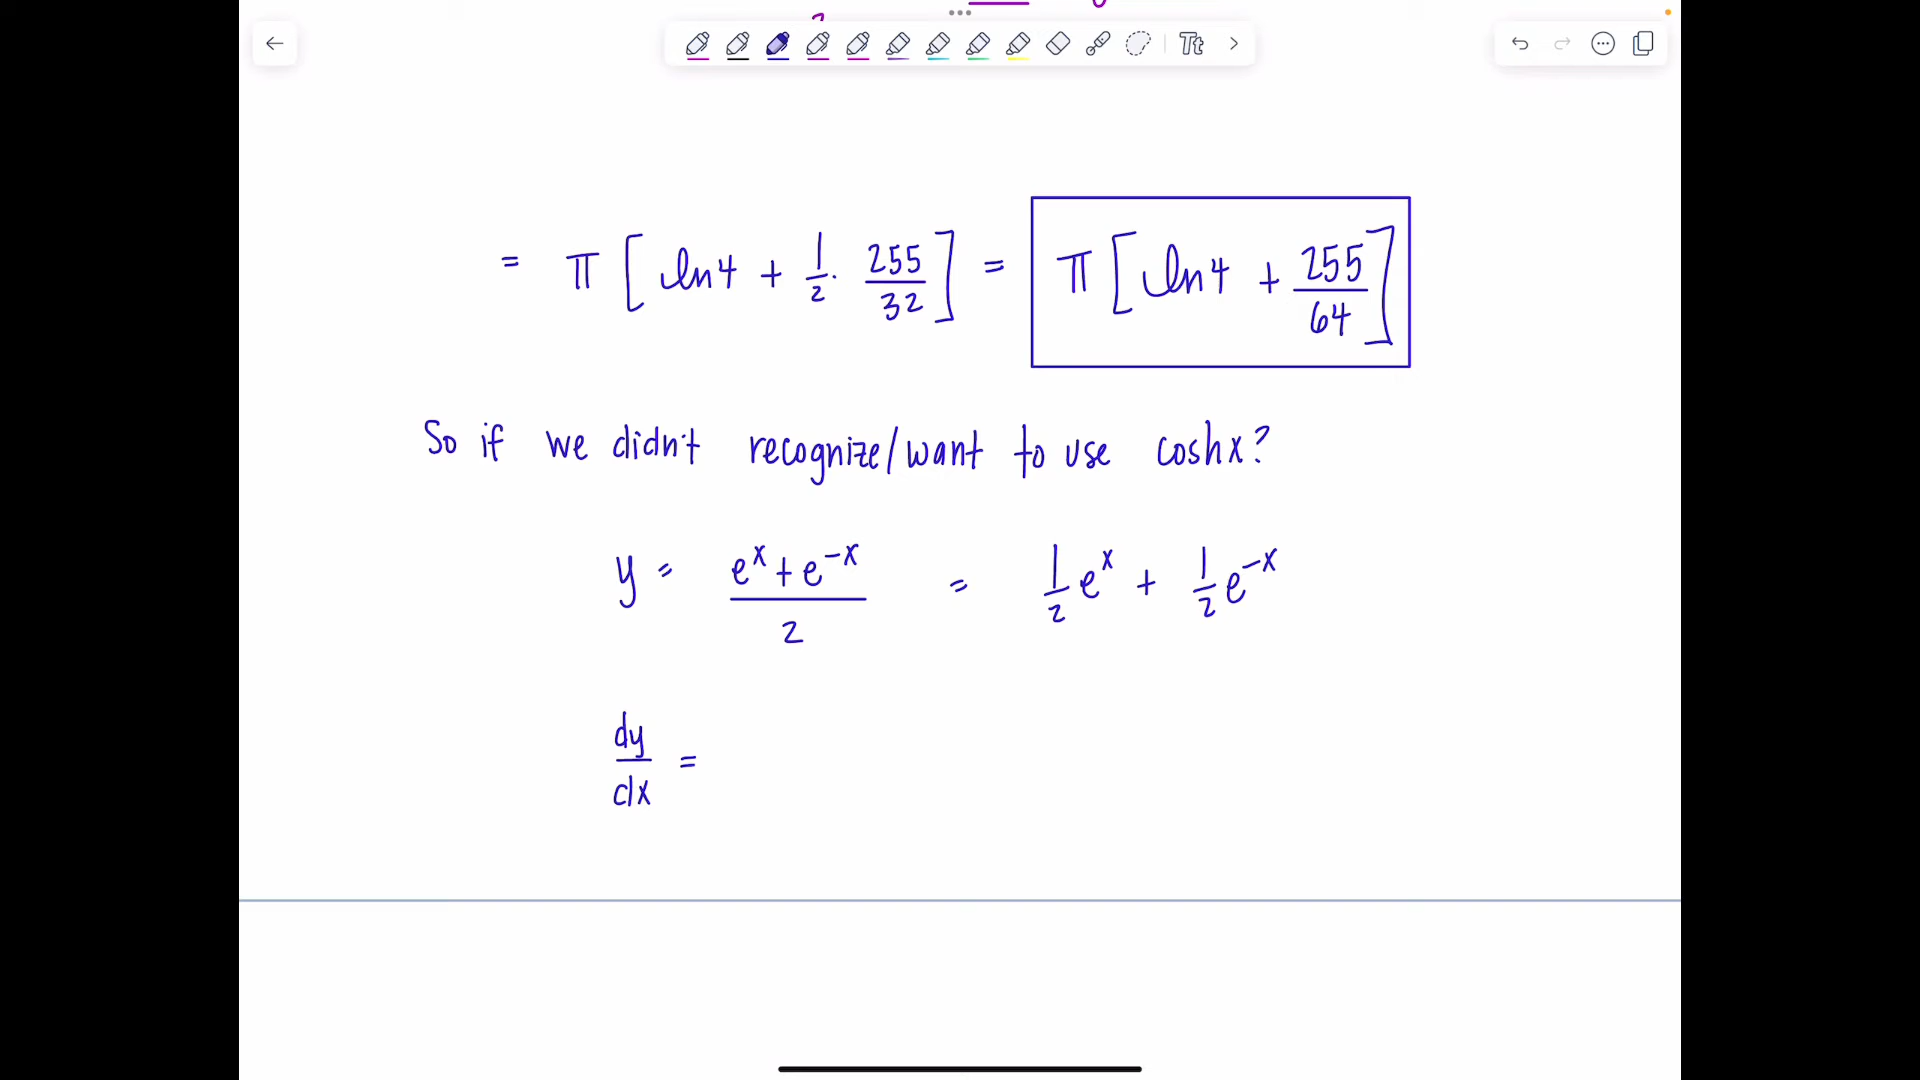 Tt
= π [ ln4 + 1/2 · 255/32 ] = π [ ln4 + 255/64 ]
So if we didn't recognize/want to use coshx?
y = (e^x + e^-x)/2 = 1/2 e^x + 1/2 e^-x
dy/dx =